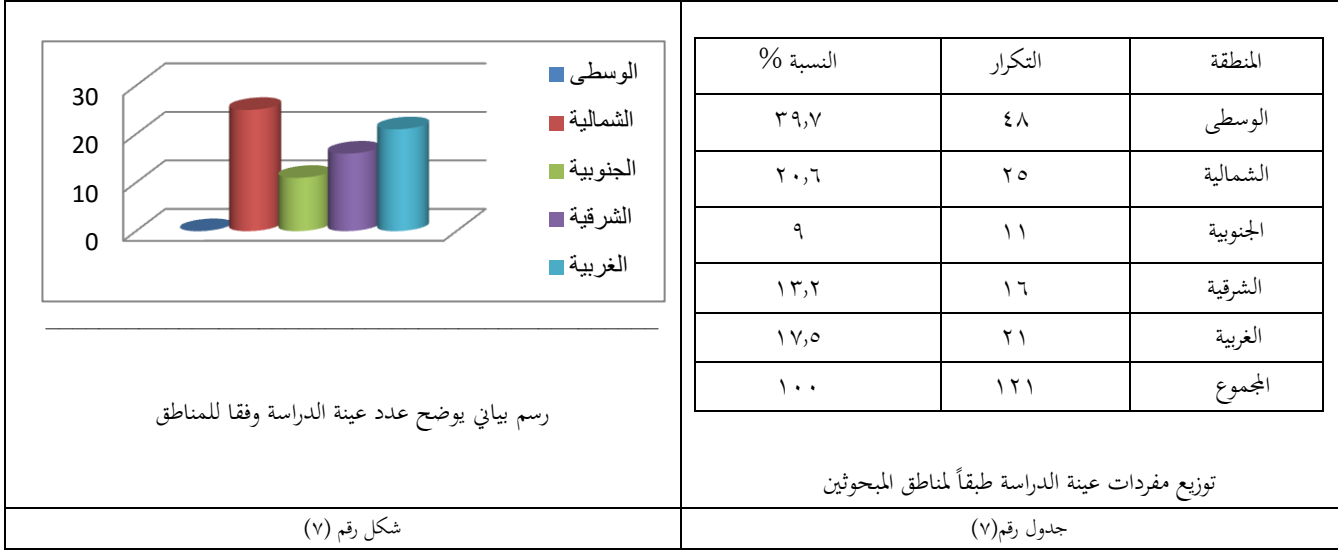 المنطقة التكرار النسبة %
الوسطى ٤٨ ٣٩,٧
الشمالية ٢٥ ٢٠,٦
الجنوبية ١١ ٩
الشرقية ١٦ ١٣,٢
الغربية ٢١ ١٧,٥
المجموع ١٢١ ١٠٠
توزيع مفردات عينة الدراسة طبقاً لمناطق المبحوثين
جدول رقم(٧)
30
20
10
0
الوسطى
الشمالية
الجنوبية
الشرقية
الغربية
رسم بياني يوضح عدد عينة الدراسة وفقا للمناطق
شكل رقم (٧)